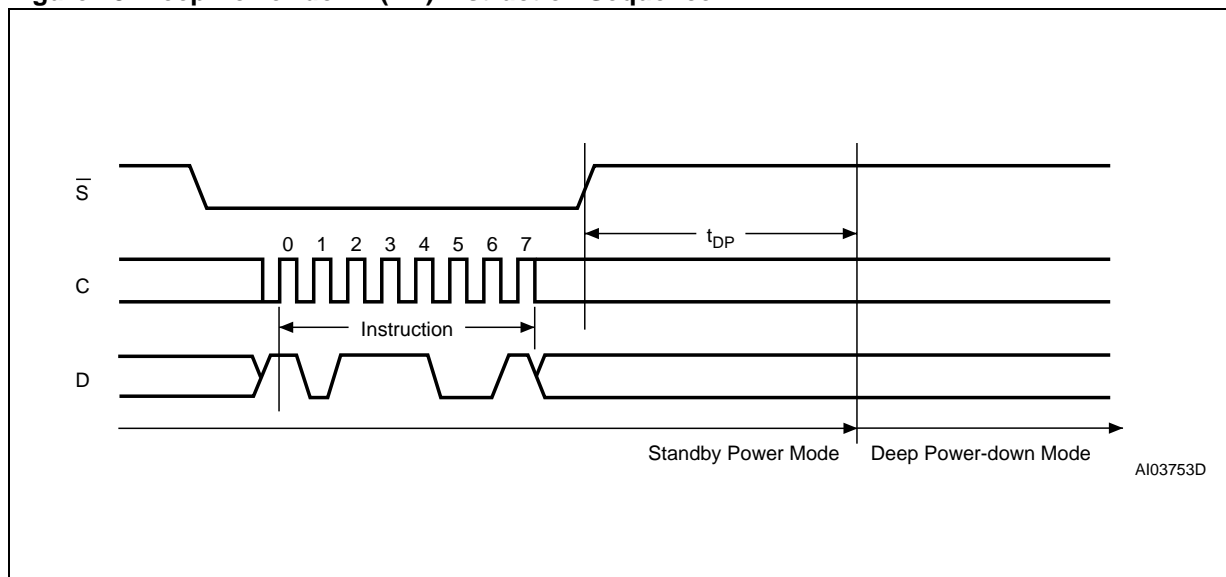 S
0 1 2 3 4 5 6 7
tDP
C
Instruction
D
Standby Power Mode Deep Power-down Mode
AI03753D